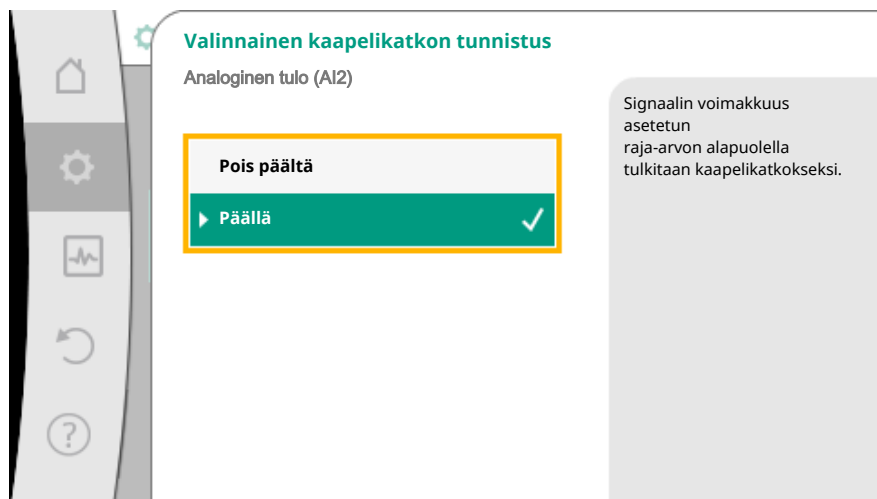 Valinnainen kaapelikatkon tunnistus
Analoginen tulo (AI2)
Pois päältä
Päällä
Signaalin voimakkuus
asetetun
raja-arvon alapuolella
tulkitaan kaapelikatkokseksi.
?